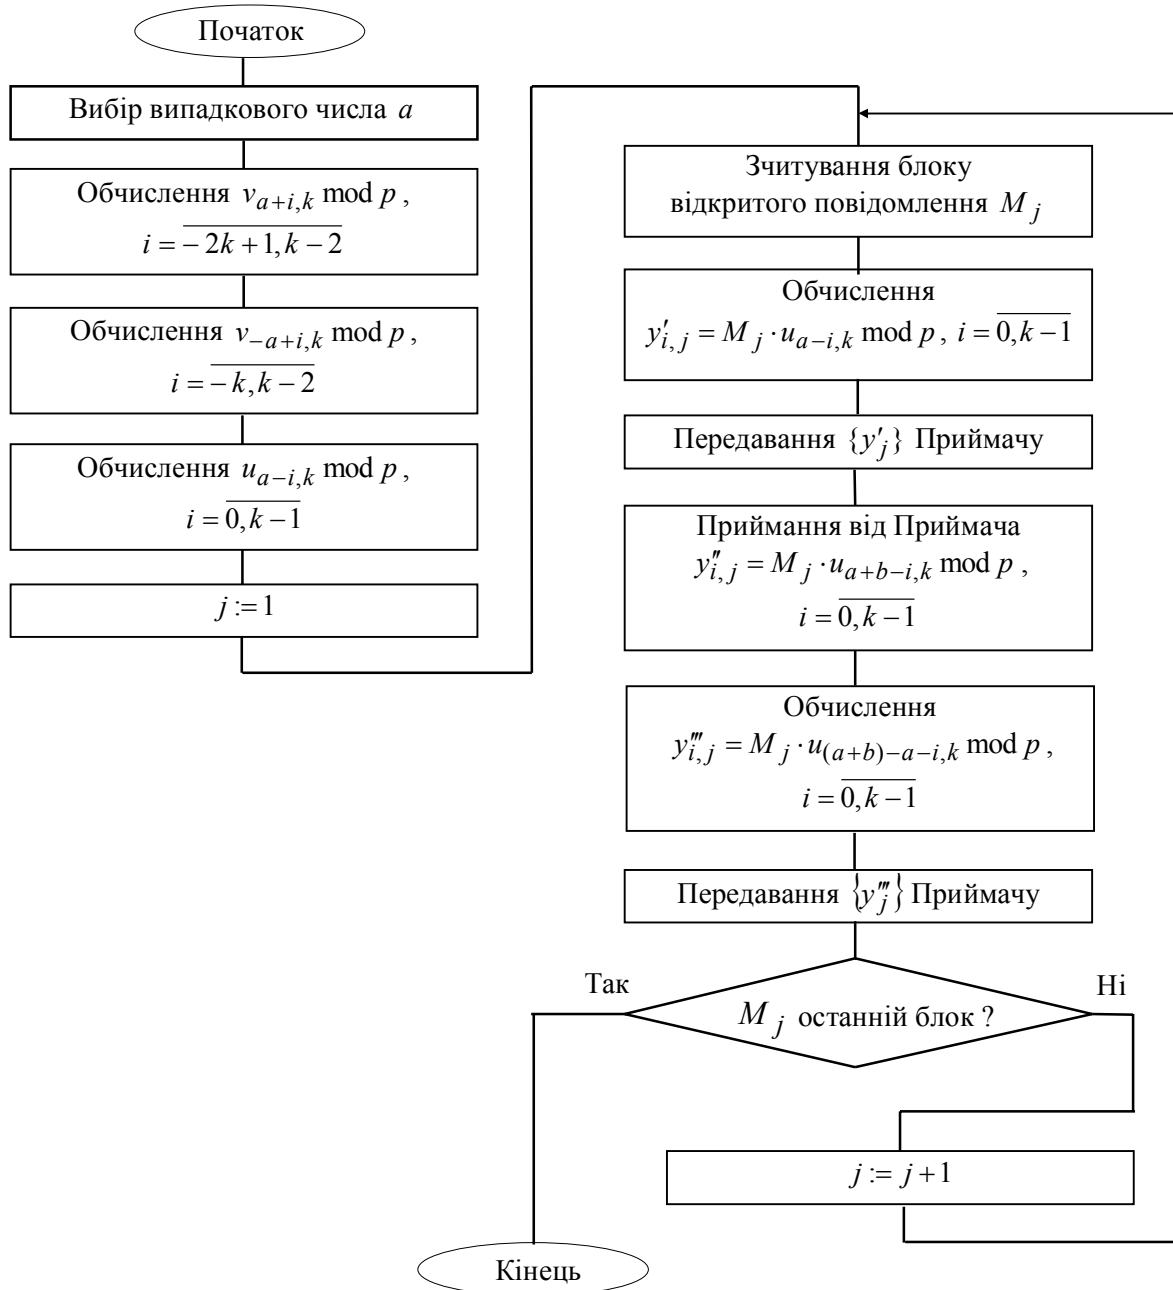 Початок
Вибір випадкового числа a
Обчислення v_{a+i,k} mod p ,
i = \overline{-2k+1, k-2}
Обчислення v_{-a+i,k} mod p ,
i = \overline{-k, k-2}
Обчислення u_{a-i,k} mod p ,
i = \overline{0, k-1}
j := 1
Зчитування блоку
відкритого повідомлення M_j
Обчислення
y'_{i,j} = M_j · u_{a-i,k} mod p , i = \overline{0, k-1}
Передавання {y'_j} Приймачу
Приймання від Приймача
y''_{i,j} = M_j · u_{a+b-i,k} mod p ,
i = \overline{0, k-1}
Обчислення
y'''_{i,j} = M_j · u_{(a+b)-a-i,k} mod p ,
i = \overline{0, k-1}
Передавання {y'''_j} Приймачу
Так
Ні
M_j останній блок ?
j := j+1
Кінець